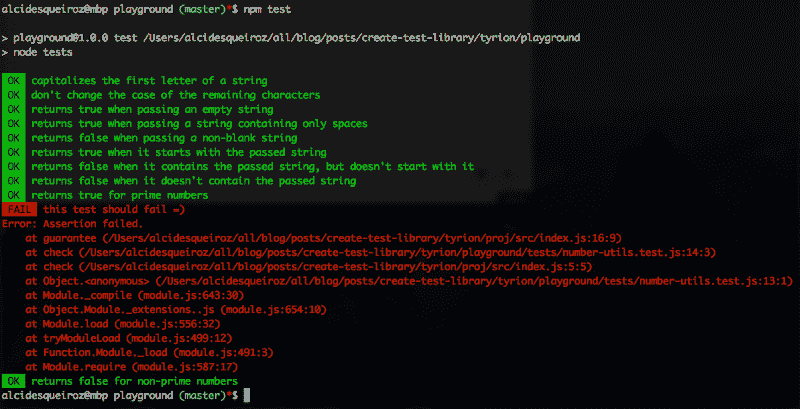 alcidesqueiroz@mbp playground (master)*$ npm test
> playground@1.0.0 test /Users/alcidesqueiroz/all/blog/posts/create-test-library/tyrion/playground
> node tests
OK capitalizes the first letter of a string
OK don't change the case of the remaining characters
OK returns true when passing an empty string
OK returns true when passing a string containing only spaces
OK returns false when passing a non-blank string
OK returns true when it starts with the passed string
OK returns false when it contains the passed string, but doesn't start with it
OK returns false when it doesn't contain the passed string
OK returns true for prime numbers
FAIL this test should fail =)
Error: Assertion failed.
at guarantee (/Users/alcidesqueiroz/all/blog/posts/create-test-library/tyrion/proj/src/index.js:16:9)
at check (/Users/alcidesqueiroz/all/blog/posts/create-test-library/tyrion/playground/tests/number-utils.test.js:14:3)
at check (/Users/alcidesqueiroz/all/blog/posts/create-test-library/tyrion/proj/src/index.js:5:5)
at Object.<anonymous> (/Users/alcidesqueiroz/all/blog/posts/create-test-library/tyrion/playground/tests/number-utils.test.js:13:1)
at Module._compile (module.js:643:30)
at Object.Module._extensions..js (module.js:654:10)
at Module.load (module.js:556:32)
at tryModuleLoad (module.js:499:12)
at Function.Module._load (module.js:491:3)
at Module.require (module.js:587:17)
OK returns false for non-prime numbers
alcidesqueiroz@mbp playground (master)*$